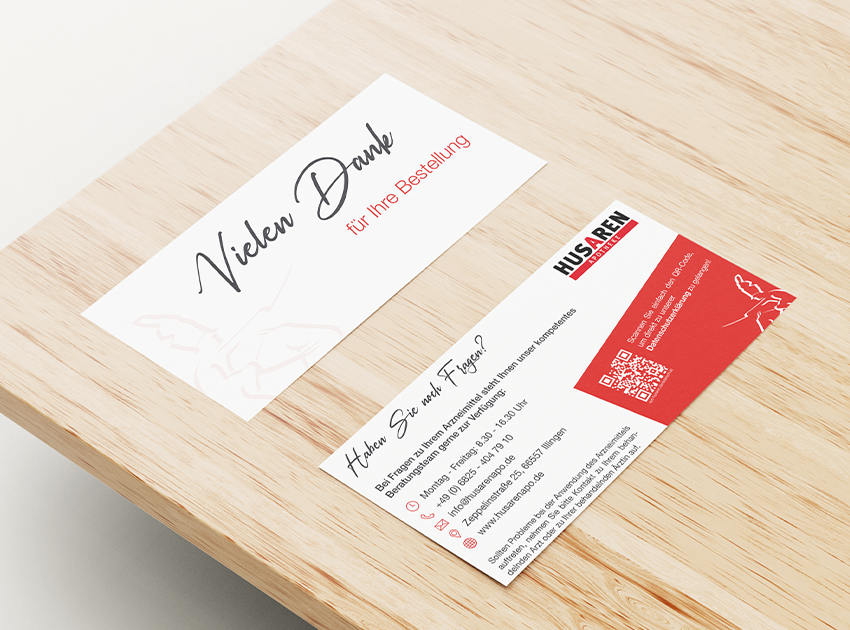 Vielen Dank
für Ihre Bestellung
HUSAREN
APOTHEKE
Haben Sie noch Fragen?
Bei Fragen zu Ihrem Arzneimittel steht Ihnen unser kompetentes
Beratungsteam gerne zur Verfügung:
Montag - Freitag: 8.30 - 16.30 Uhr
+49 (0) 6825 - 404 79 10
info@husarenapo.de
Zeppelinstraße 25, 66557 Illingen
www.husarenapo.de
Sollten Probleme bei der Anwendung des Arzneimittels
auftreten, nehmen Sie bitte Kontakt zu Ihrem behan-
delnden Arzt oder zu Ihrer behandelnden Ärztin auf.
Scannen Sie einfach den QR-Code,
um direkt zu unserer
Datenschutzerklärung zu gelangen!